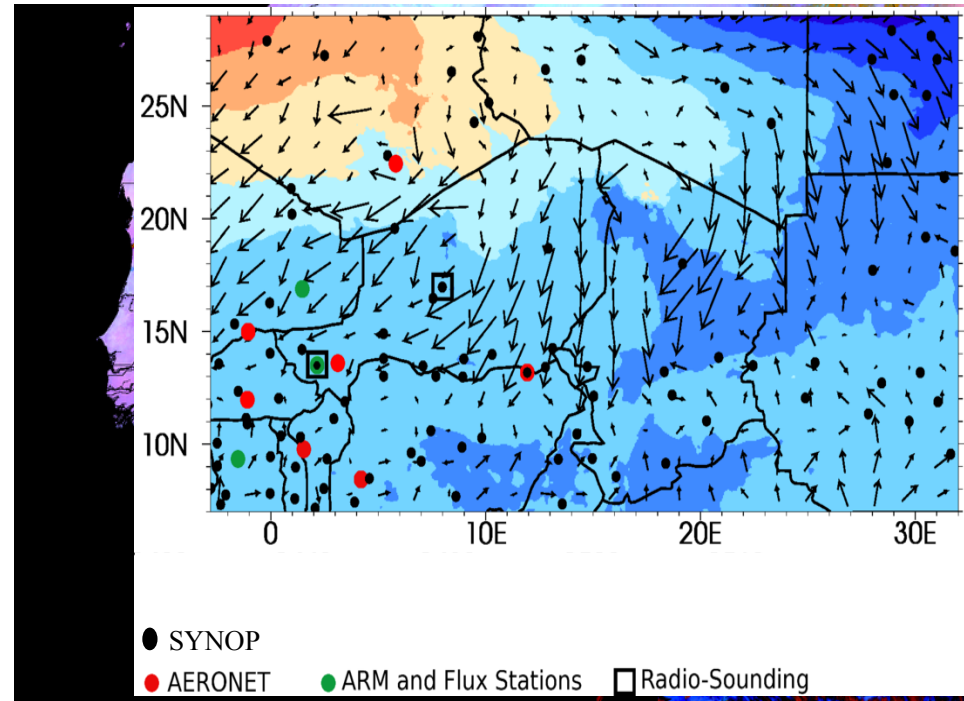 25N
20N
15N
10N
0 10E 20E 30E
SYNOP
AERONET ARM and Flux Stations Radio-Sounding